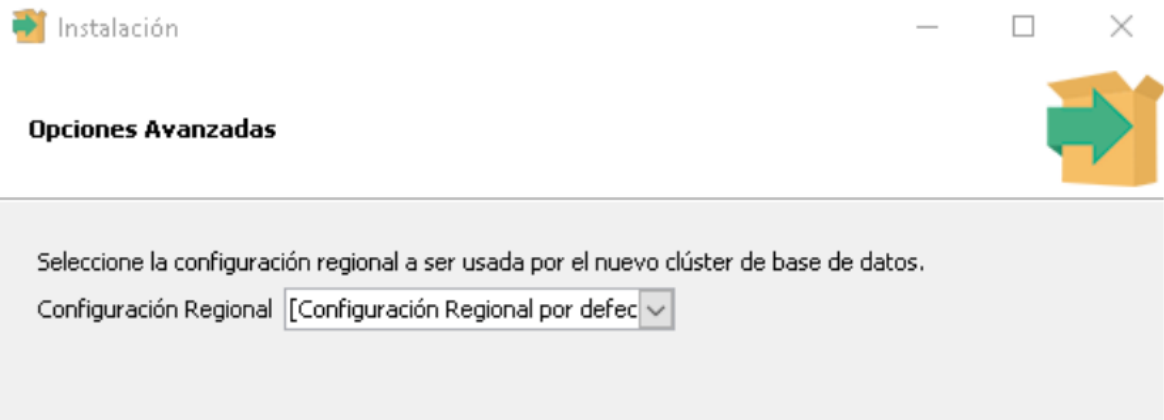 Instalación
Opciones Avanzadas
Seleccione la configuración regional a ser usada por el nuevo clúster de base de datos.
Configuración Regional [Configuración Regional por defec